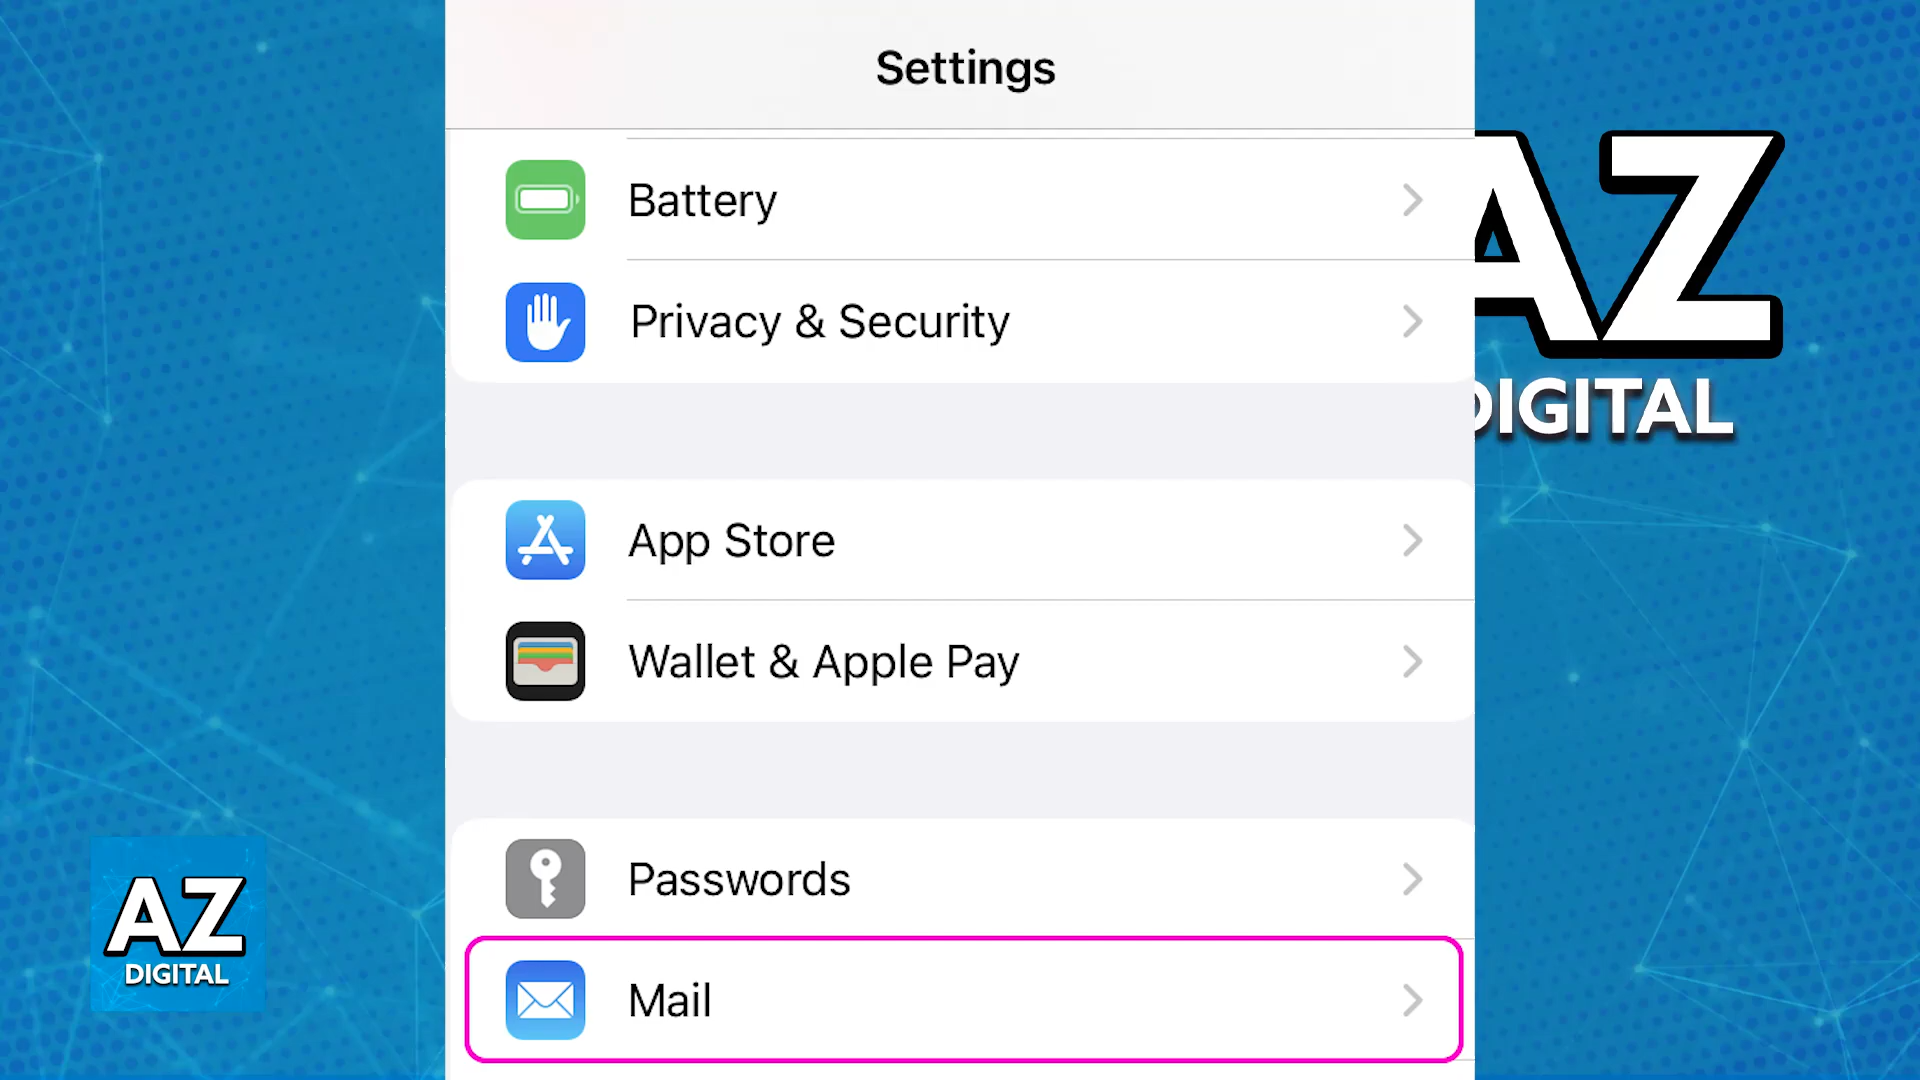 Settings
Battery
Privacy & Security
App Store
Wallet & Apple Pay
Passwords
Mail
AZ
DIGITAL
AZ
DIGITAL